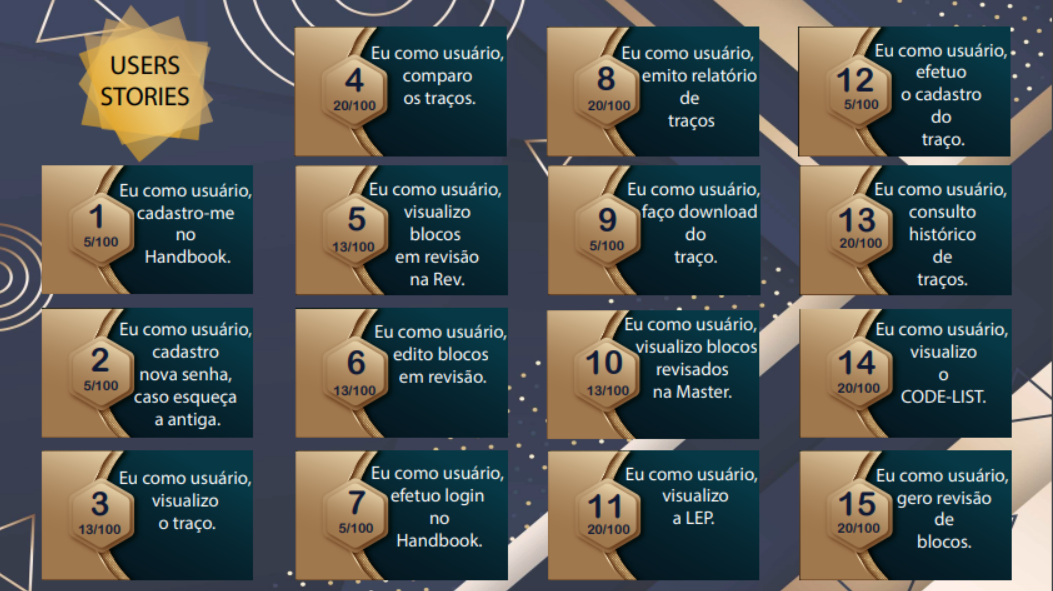 USERS
STORIES
1
5/100
Eu como usuário,
cadastro-me
no
Handbook.
2
5/100
Eu como usuário,
cadastro
nova senha,
caso esqueça
a antiga.
3
13/100
Eu como usuário,
visualizo
o traço.
4
20/100
Eu como usuário,
comparo
os traços.
5
13/100
Eu como usuário,
visualizo
blocos
em revisão
na Rev.
6
13/100
Eu como usuário,
edito blocos
em revisão.
7
5/100
Eu como usuário,
efetuo login
no
Handbook.
8
20/100
Eu como usuário,
emito relatório
de
traços
9
5/100
Eu como usuário,
faço download
do
traço.
10
13/100
Eu como usuário,
visualizo blocos
revisados
na Master.
11
20/100
Eu como usuário,
visualizo
a LEP.
12
5/100
Eu como usuário,
efetuo
o cadastro
do
traço.
13
20/100
Eu como usuário,
consulto
histórico
de
traços.
14
20/100
Eu como usuário,
visualizo
o
CODE-LIST.
15
20/100
Eu como usuário,
gero revisão
de
blocos.